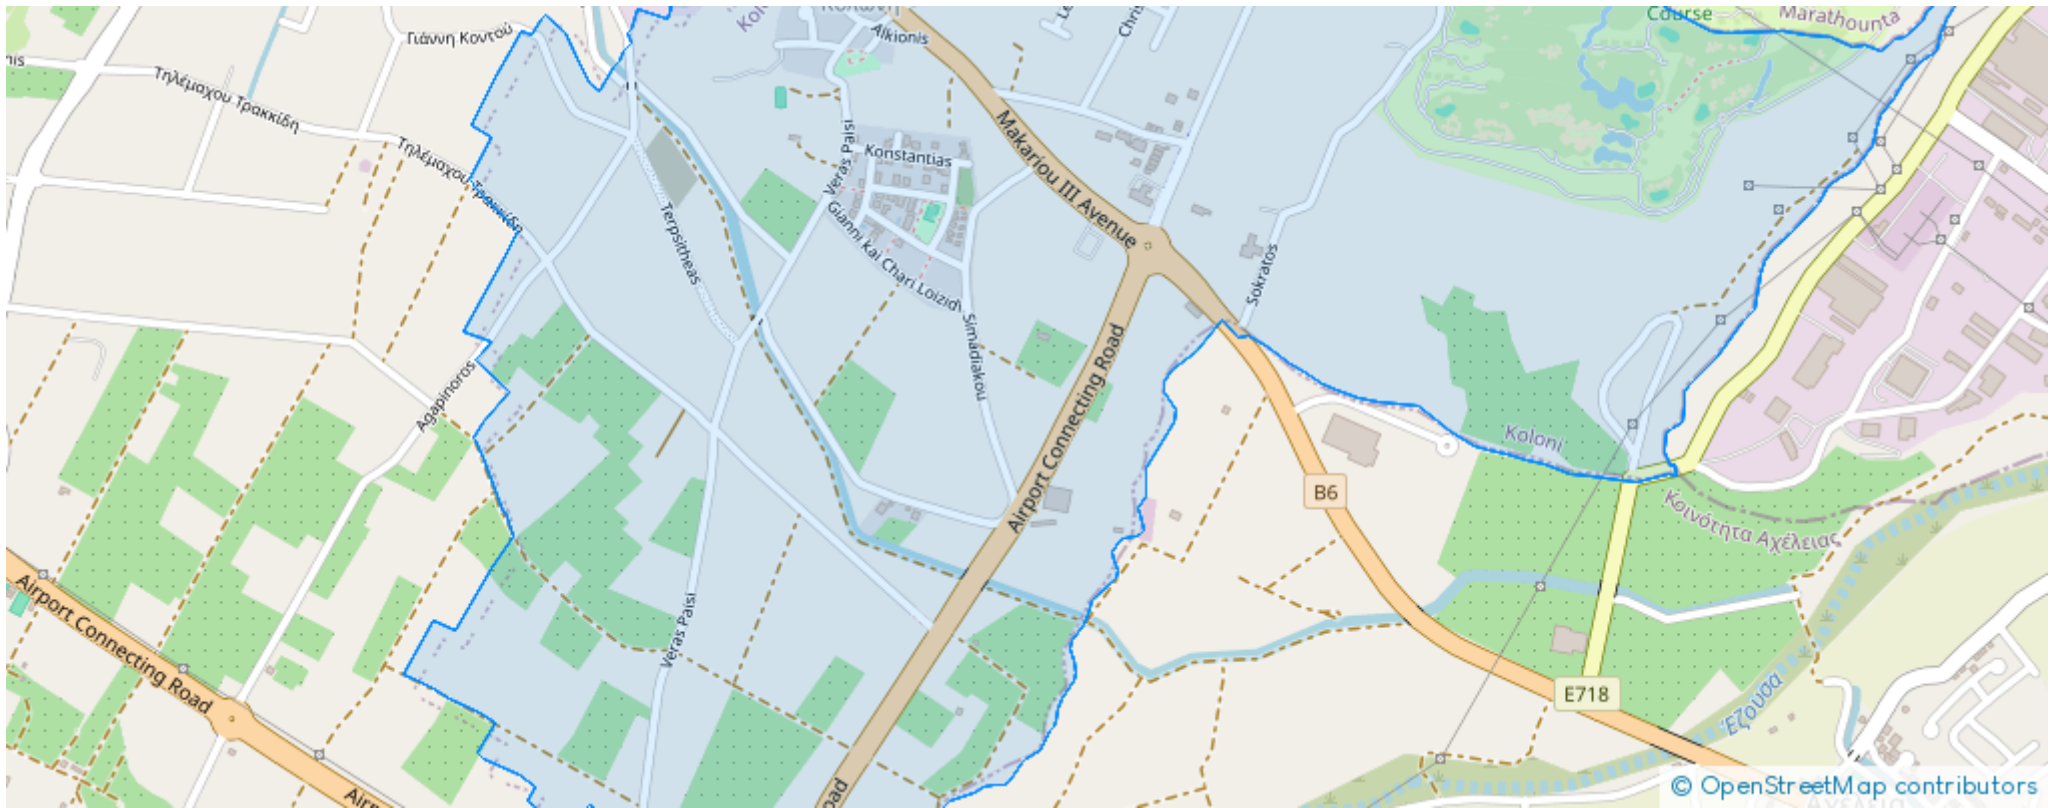 Κολώνη
Course
Marathounta
Alkionis
Γιάννη Κοντού
Τηλέμαχου Τρακκίδη
Τηλέμαχου Τρακκίδη
Makariou III Avenue
Veras Paisi
Konstantias
Gianni kai Chari Loizidi
Terpsitheas
Sokratos
Simadiakou
Airport Connecting Road
Agapinoros
Koloni
B6
Κοινότητα Αχέλειας
Airport Connecting Road
Veras Paisi
E718
Έζουσα
© OpenStreetMap contributors